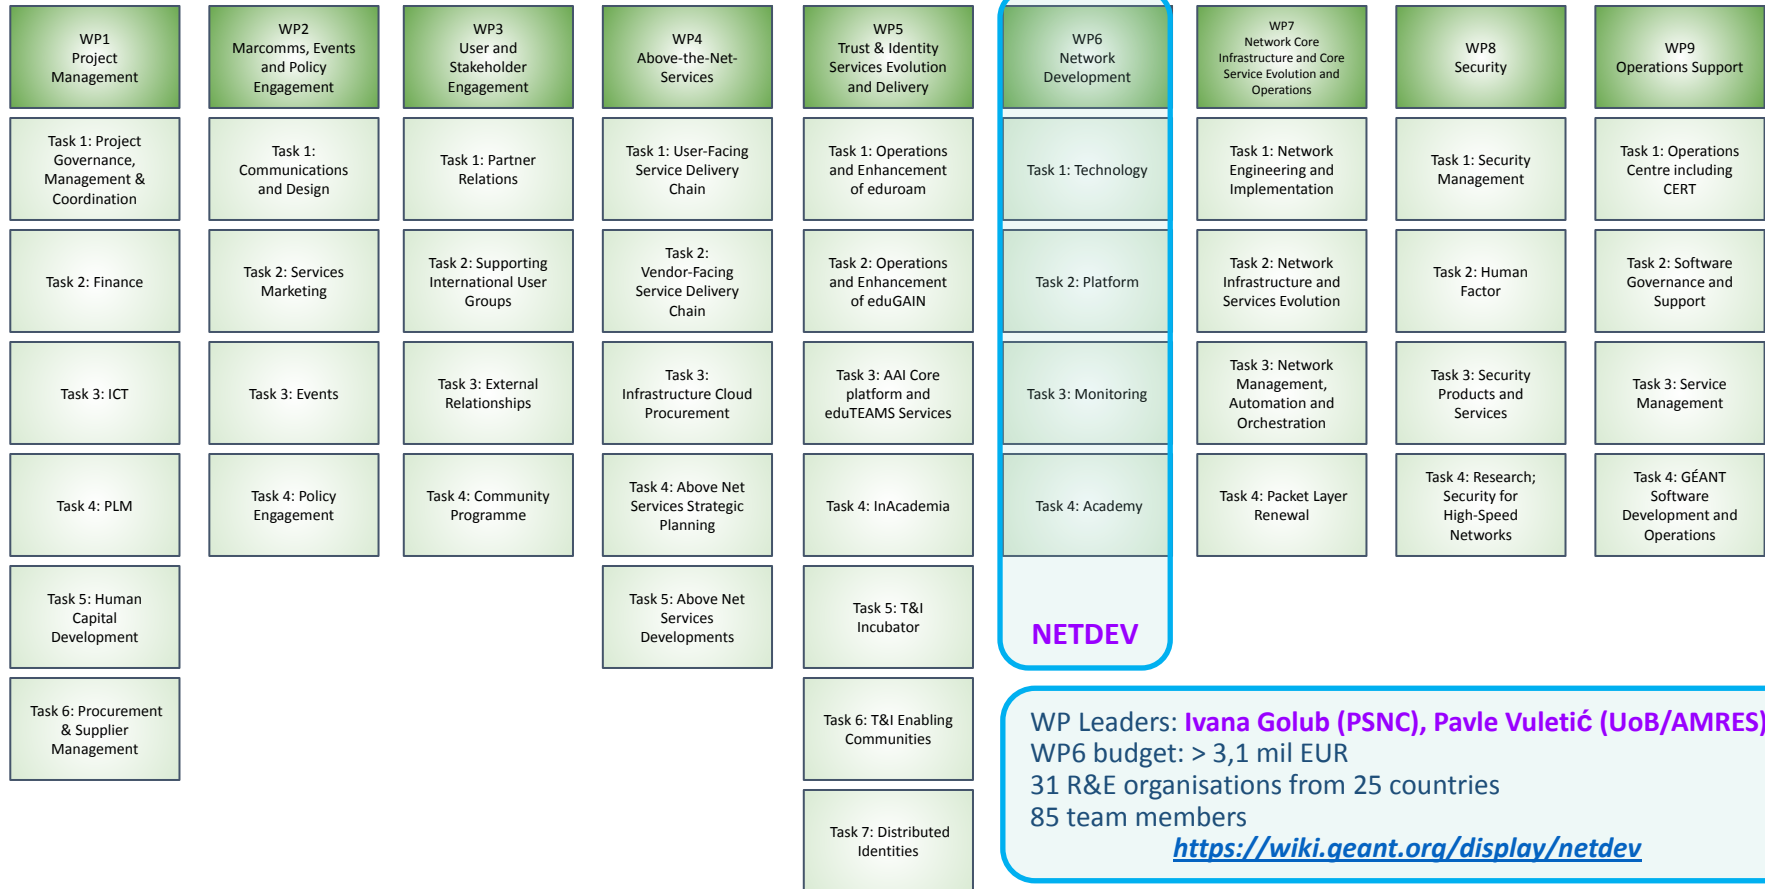 WP1
Project
Management
Task 1: Project
Governance,
Management &
Coordination
Task 2: Finance
Task 3: ICT
Task 4: PLM
Task 5: Human
Capital
Development
Task 6: Procurement
& Supplier
Management
WP2
Marcomms, Events
and Policy
Engagement
Task 1:
Communications
and Design
Task 2: Services
Marketing
Task 3: Events
Task 4: Policy
Engagement
WP3
User and
Stakeholder
Engagement
Task 1: Partner
Relations
Task 2: Supporting
International User
Groups
Task 3: External
Relationships
Task 4: Community
Programme
WP4
Above-the-Net-
Services
Task 1: User-Facing
Service Delivery
Chain
Task 2:
Vendor-Facing
Service Delivery
Chain
Task 3:
Infrastructure Cloud
Procurement
Task 4: Above Net
Services Strategic
Planning
Task 5: Above Net
Services
Developments
WP5
Trust & Identity
Services Evolution
and Delivery
Task 1: Operations
and Enhancement
of eduroam
Task 2: Operations
and Enhancement
of eduGAIN
Task 3: AAI Core
platform and
eduTEAMS Services
Task 4: InAcademia
Task 5: T&I
Incubator
Task 6: T&I Enabling
Communities
Task 7: Distributed
Identities
WP6
Network
Development
Task 1: Technology
Task 2: Platform
Task 3: Monitoring
Task 4: Academy
NETDEV
WP7
Network Core
Infrastructure and Core
Service Evolution and
Operations
Task 1: Network
Engineering and
Implementation
Task 2: Network
Infrastructure and
Services Evolution
Task 3: Network
Management,
Automation and
Orchestration
Task 4: Packet Layer
Renewal
WP8
Security
Task 1: Security
Management
Task 2: Human
Factor
Task 3: Security
Products and
Services
Task 4: Research;
Security for
High-Speed
Networks
WP9
Operations Support
Task 1: Operations
Centre including
CERT
Task 2: Software
Governance and
Support
Task 3: Service
Management
Task 4: GÉANT
Software
Development and
Operations
WP Leaders: Ivana Golub (PSNC), Pavle Vuletić (UoB/AMRES)
WP6 budget: > 3,1 mil EUR
31 R&E organisations from 25 countries
85 team members
https://wiki.geant.org/display/netdev